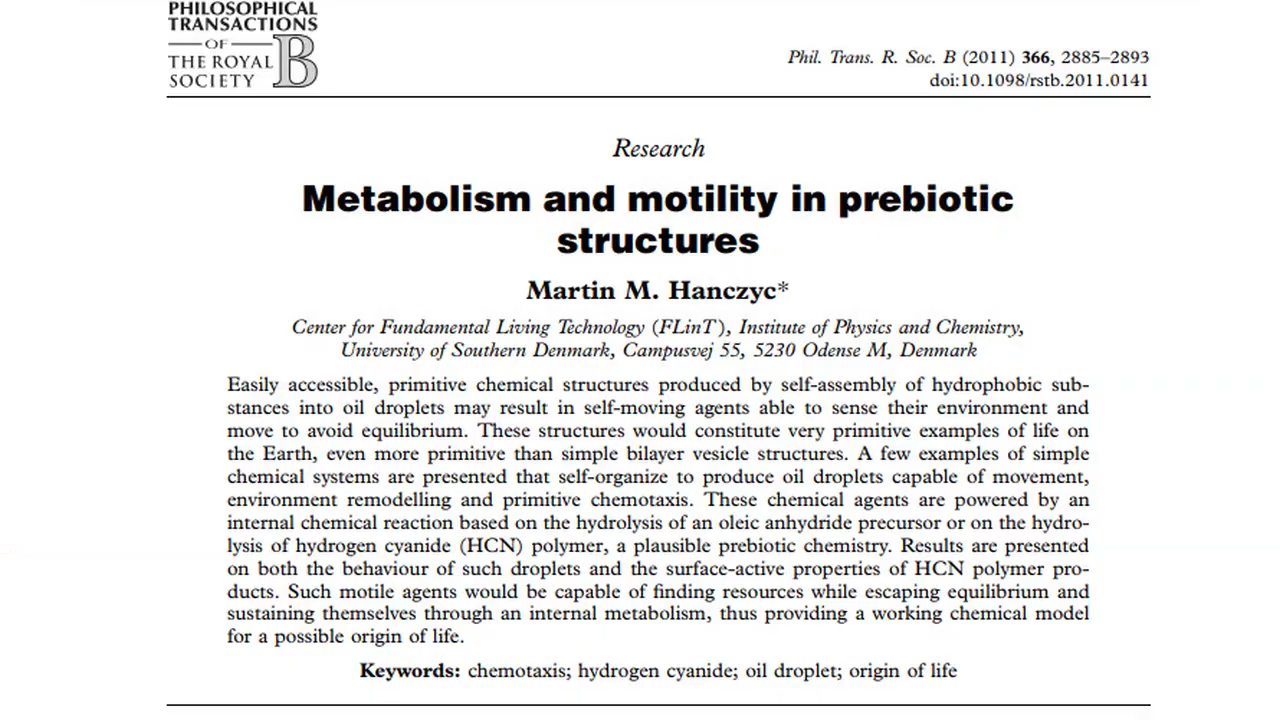 PHILOSOPHICAL
TRANSACTIONS
OF
THE ROYAL
SOCIETY B
Phil. Trans. R. Soc. B (2011) 366, 2885–2893
doi:10.1098/rstb.2011.0141
Research
Metabolism and motility in prebiotic
structures
Martin M. Hanczyc*
Center for Fundamental Living Technology (FLinT), Institute of Physics and Chemistry,
University of Southern Denmark, Campusvej 55, 5230 Odense M, Denmark
Easily accessible, primitive chemical structures produced by self-assembly of hydrophobic sub-
stances into oil droplets may result in self-moving agents able to sense their environment and
move to avoid equilibrium. These structures would constitute very primitive examples of life on
the Earth, even more primitive than simple bilayer vesicle structures. A few examples of simple
chemical systems are presented that self-organize to produce oil droplets capable of movement,
environment remodelling and primitive chemotaxis. These chemical agents are powered by an
internal chemical reaction based on the hydrolysis of an oleic anhydride precursor or on the hydro-
lysis of hydrogen cyanide (HCN) polymer, a plausible prebiotic chemistry. Results are presented
on both the behaviour of such droplets and the surface-active properties of HCN polymer pro-
ducts. Such motile agents would be capable of finding resources while escaping equilibrium and
sustaining themselves through an internal metabolism, thus providing a working chemical model
for a possible origin of life.
Keywords: chemotaxis; hydrogen cyanide; oil droplet; origin of life